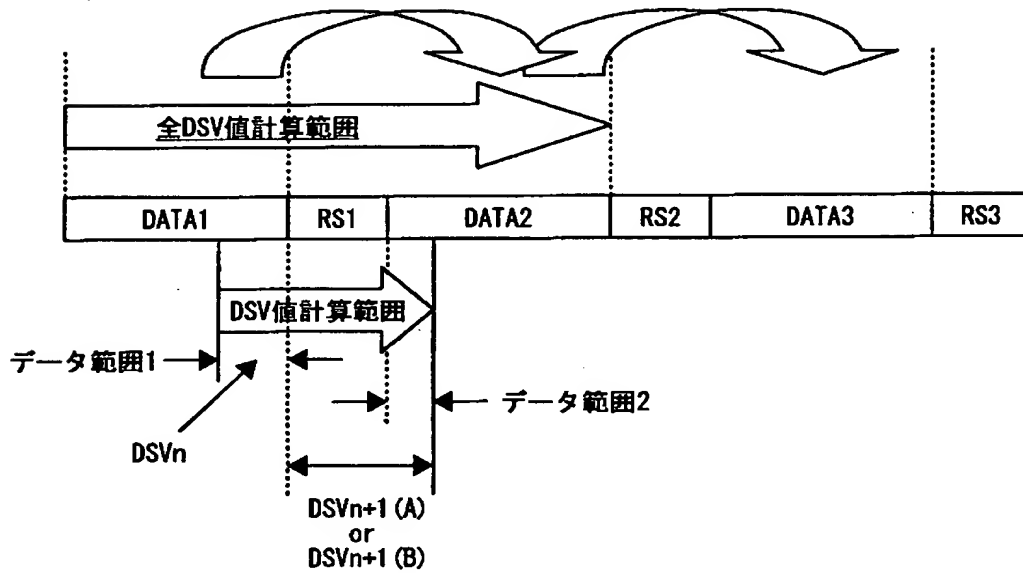 全DSV値計算範囲
DATA1 RS1 DATA2 RS2 DATA3 RS3
DSV値計算範囲
データ範囲1
データ範囲2
DSVn
DSVn+1(A)
or
DSVn+1(B)